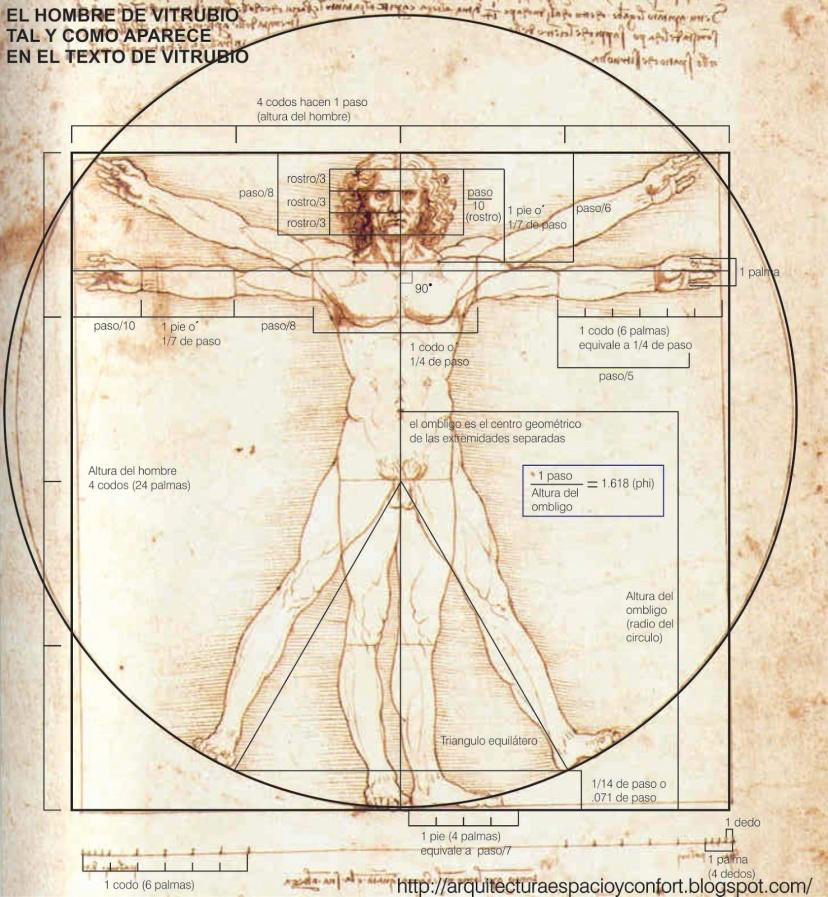 EL HOMBRE DE VITRUBIO
TAL Y COMO APARECE
EN EL TEXTO DE VITRUBIO
4 codos hacen 1 paso
(altura del hombre)
paso/8
rostro/3
rostro/3
rostro/3
paso
10
(rostro)
1 pie o´
1/7 de paso
paso/6
1 palma
90°
paso/10
1 pie o´
1/7 de paso
paso/8
1 codo o´
1/4 de paso
1 codo (6 palmas)
equivale a 1/4 de paso
paso/5
el ombligo es el centro geométrico
de las extremidades separadas
Altura del hombre
4 codos (24 palmas)
1 paso
Altura del
ombligo
= 1.618 (phi)
Altura del
ombligo
(radio del
circulo)
Triangulo equilátero
1/14 de paso o
.071 de paso
1 pie (4 palmas)
equivale a paso/7
1 dedo
1 palma
(4 dedos)
1 codo (6 palmas)
http://arquitecturaespacioyconfort.blogspot.com/